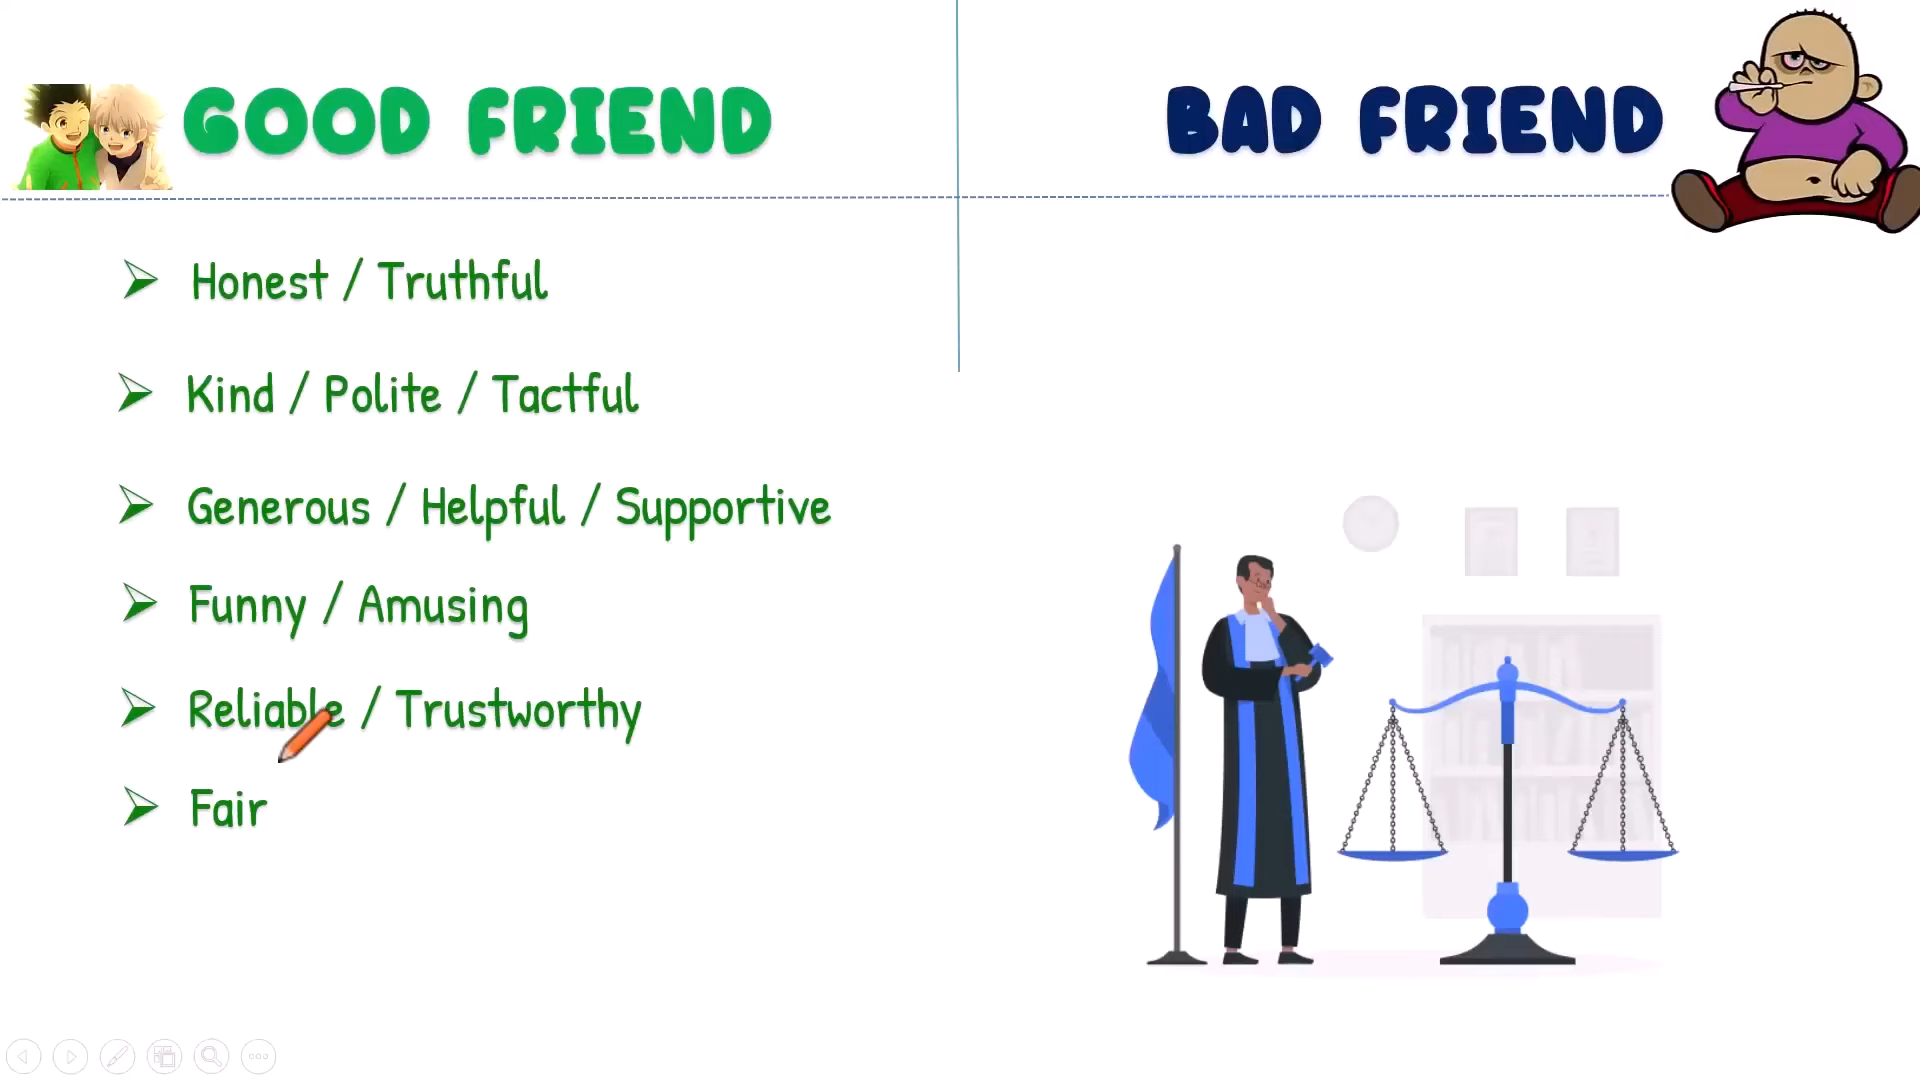 GOOD FRIEND
BAD FRIEND
Honest / Truthful
Kind / Polite / Tactful
Generous / Helpful / Supportive
Funny / Amusing
Reliable / Trustworthy
Fair